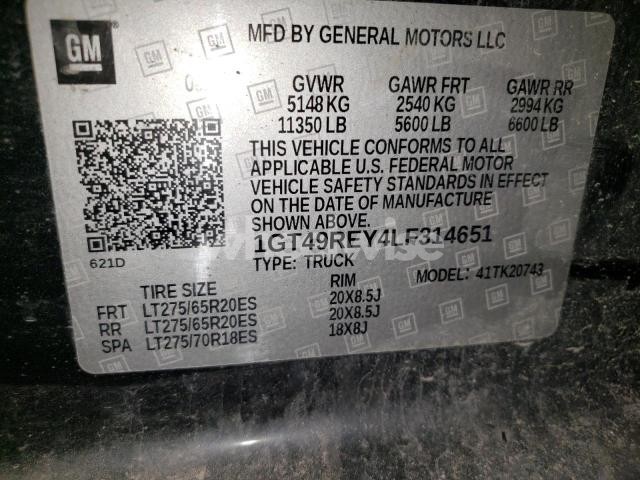 GM
MFD BY GENERAL MOTORS LLC
GVWR GAWR FRT GAWR RR
5148 KG 2540 KG 2994 KG
11350 LB 5600 LB 6600 LB
THIS VEHICLE CONFORMS TO ALL
APPLICABLE U.S. FEDERAL MOTOR
VEHICLE SAFETY STANDARDS IN EFFECT
ON THE DATE OF MANUFACTURE
SHOWN ABOVE.
1GT49REY4LF314651
621D
TYPE: TRUCK MODEL: 41TK20743
TIRE SIZE RIM
FRT LT275/65R20ES 20X8.5J
RR LT275/65R20ES 20X8.5J
SPA LT275/70R18ES 18X8J